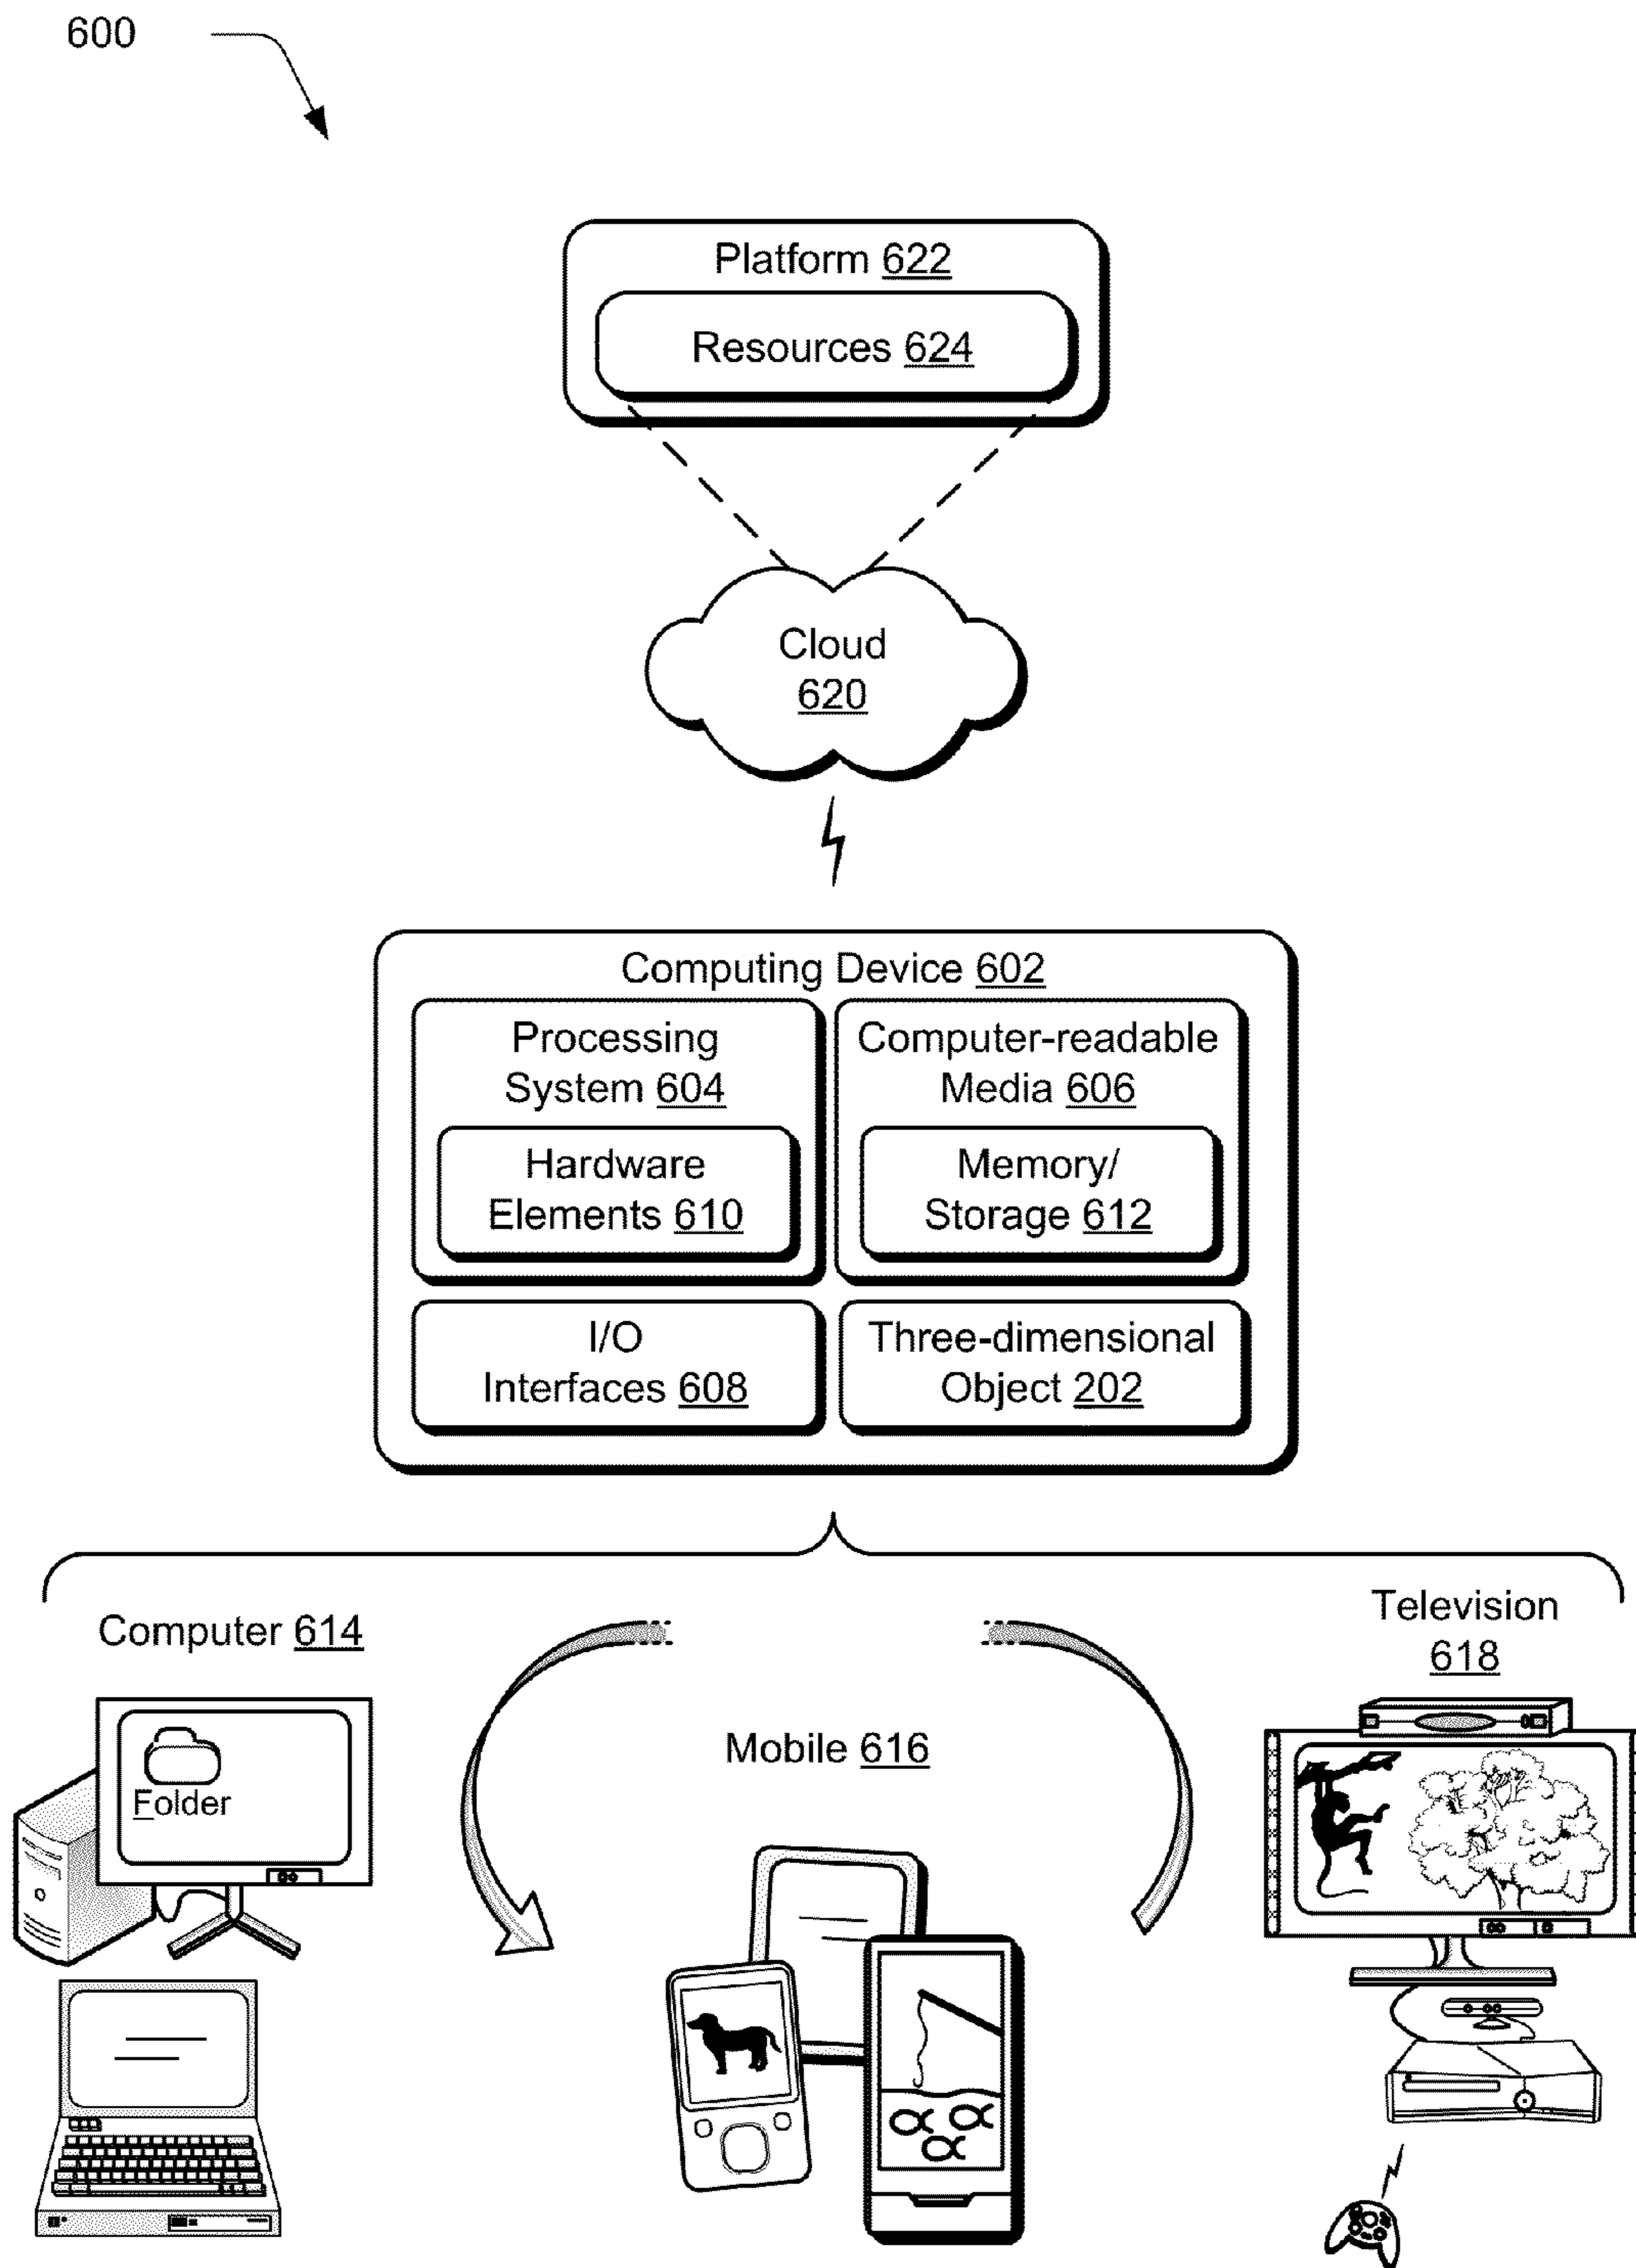 600
Platform 622
Resources 624
Cloud
620
Computing Device 602
Processing
System 604
Hardware
Elements 610
Computer-readable
Media 606
Memory/
Storage 612
I/O
Interfaces 608
Three-dimensional
Object 202
Computer 614
Folder
Mobile 616
Television
618